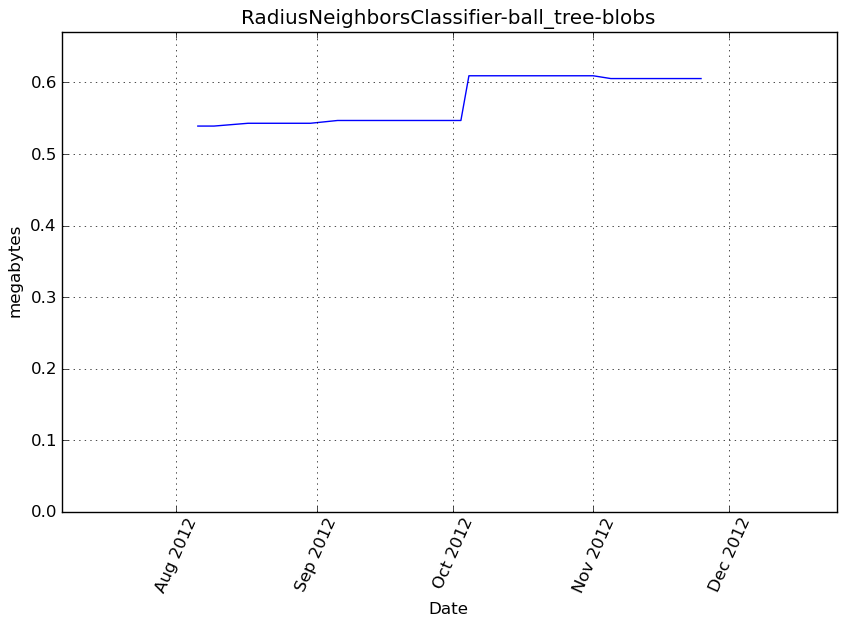 RadiusNeighborsClassifier-ball_tree-blobs
megabytes
0.6
0.5
0.4
0.3
0.2
0.1
0.0
Aug 2012
Sep 2012
Oct 2012
Nov 2012
Dec 2012
Date